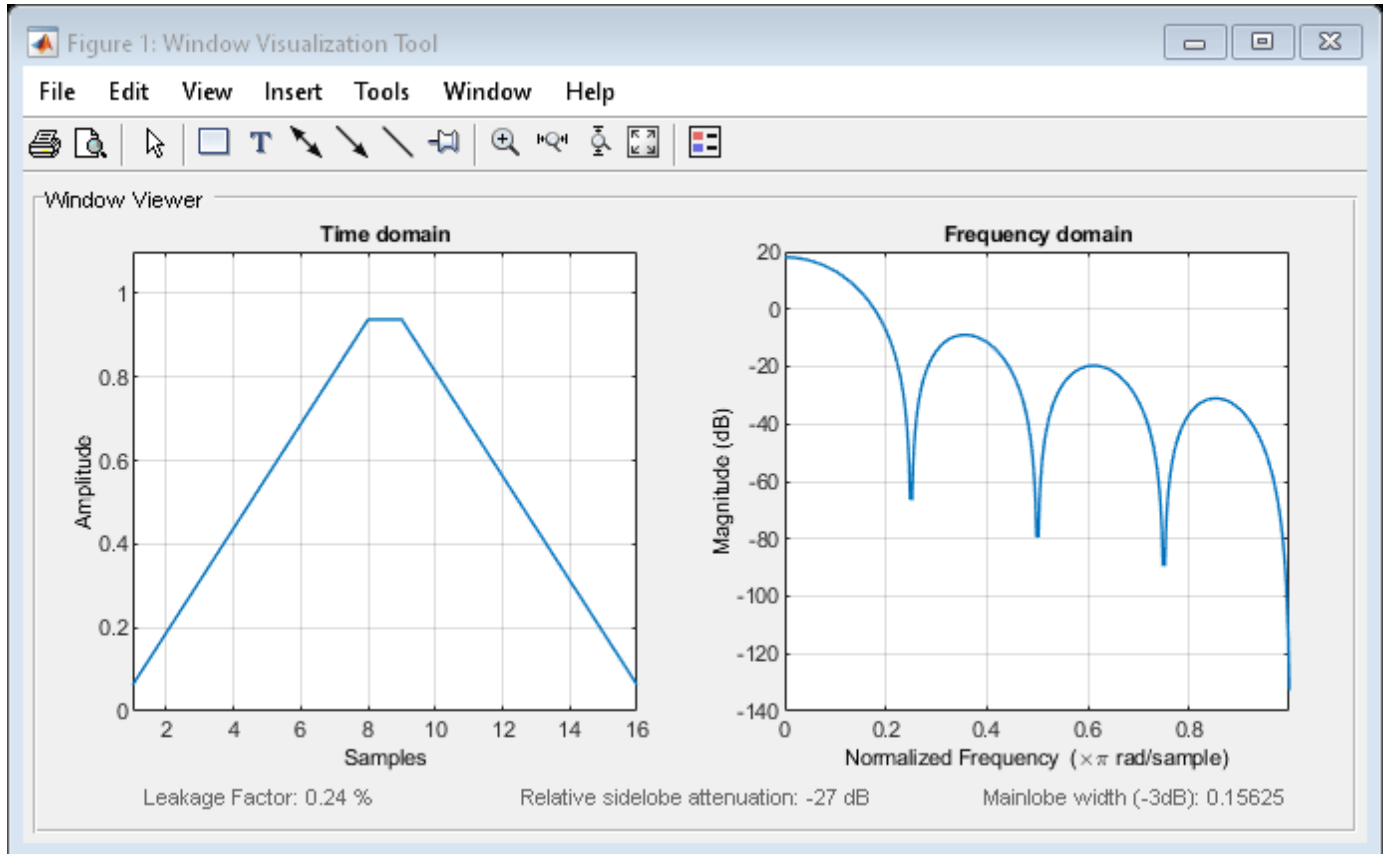 Figure 1: Window Visualization Tool
File Edit View Insert Tools Window Help
T
Window Viewer
Time domain
Amplitude
1
0.8
0.6
0.4
0.2
0
2 4 6 8 10 12 14 16
Samples
Frequency domain
Magnitude (dB)
20
0
-20
-40
-60
-80
-100
-120
-140
0 0.2 0.4 0.6 0.8
Normalized Frequency (×π rad/sample)
Leakage Factor: 0.24 % Relative sidelobe attenuation: -27 dB Mainlobe width (-3dB): 0.15625